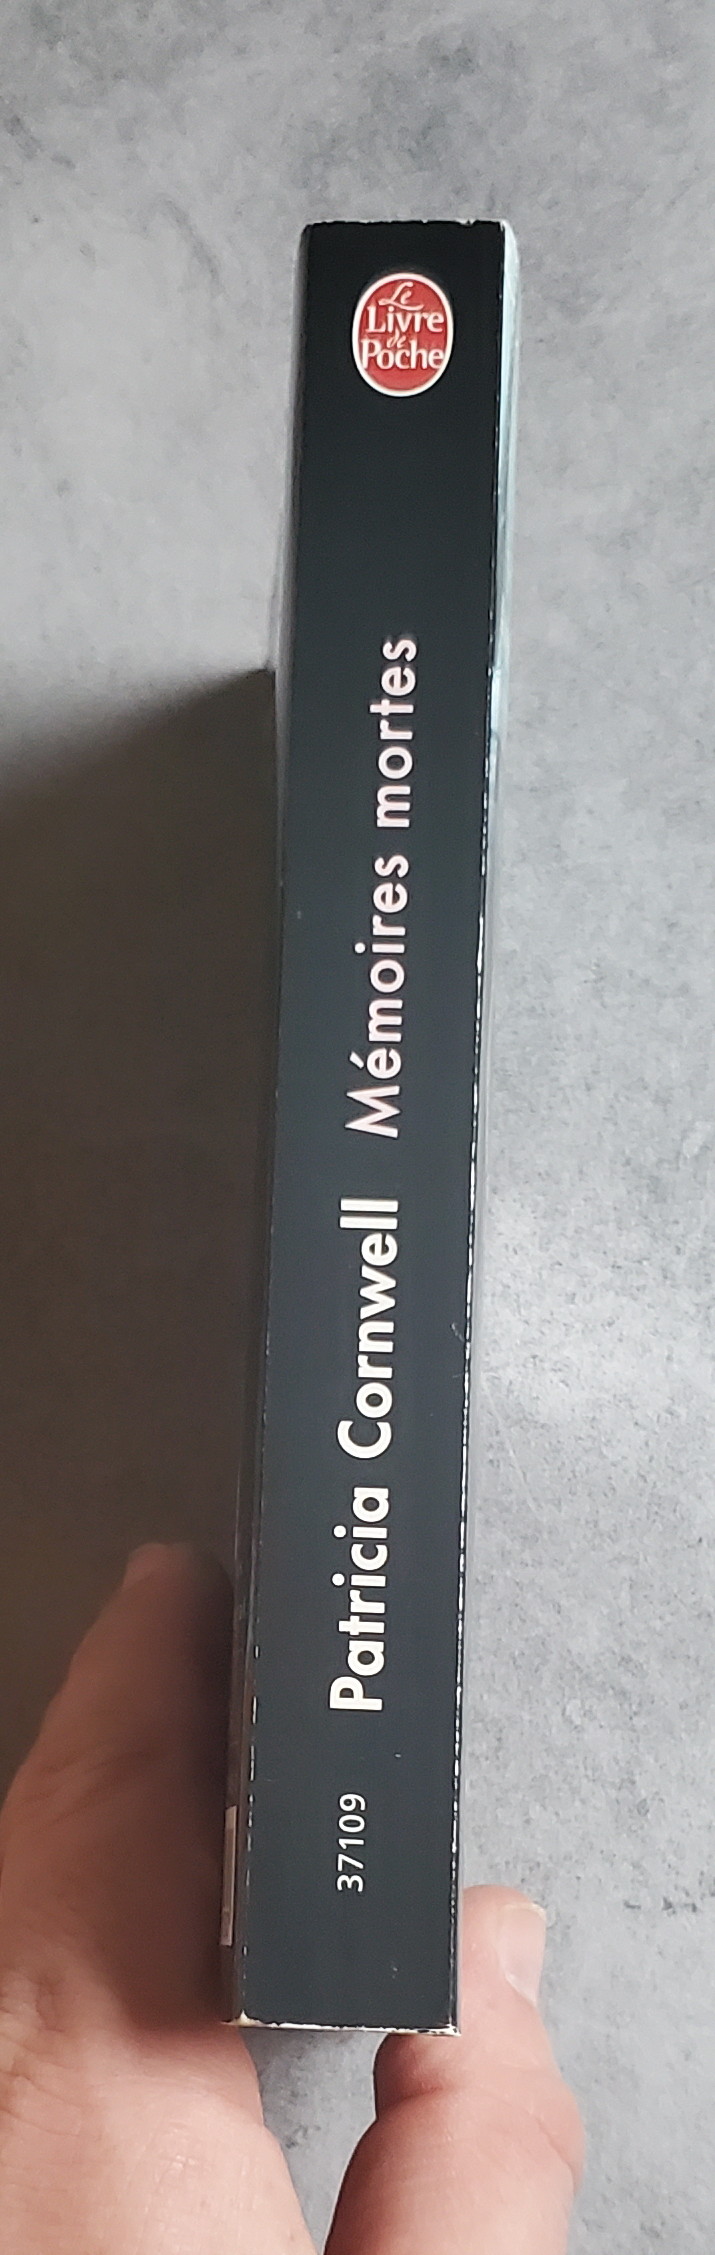 Le
Livre
de
Poche
Patricia Cornwell Mémoires mortes
37109